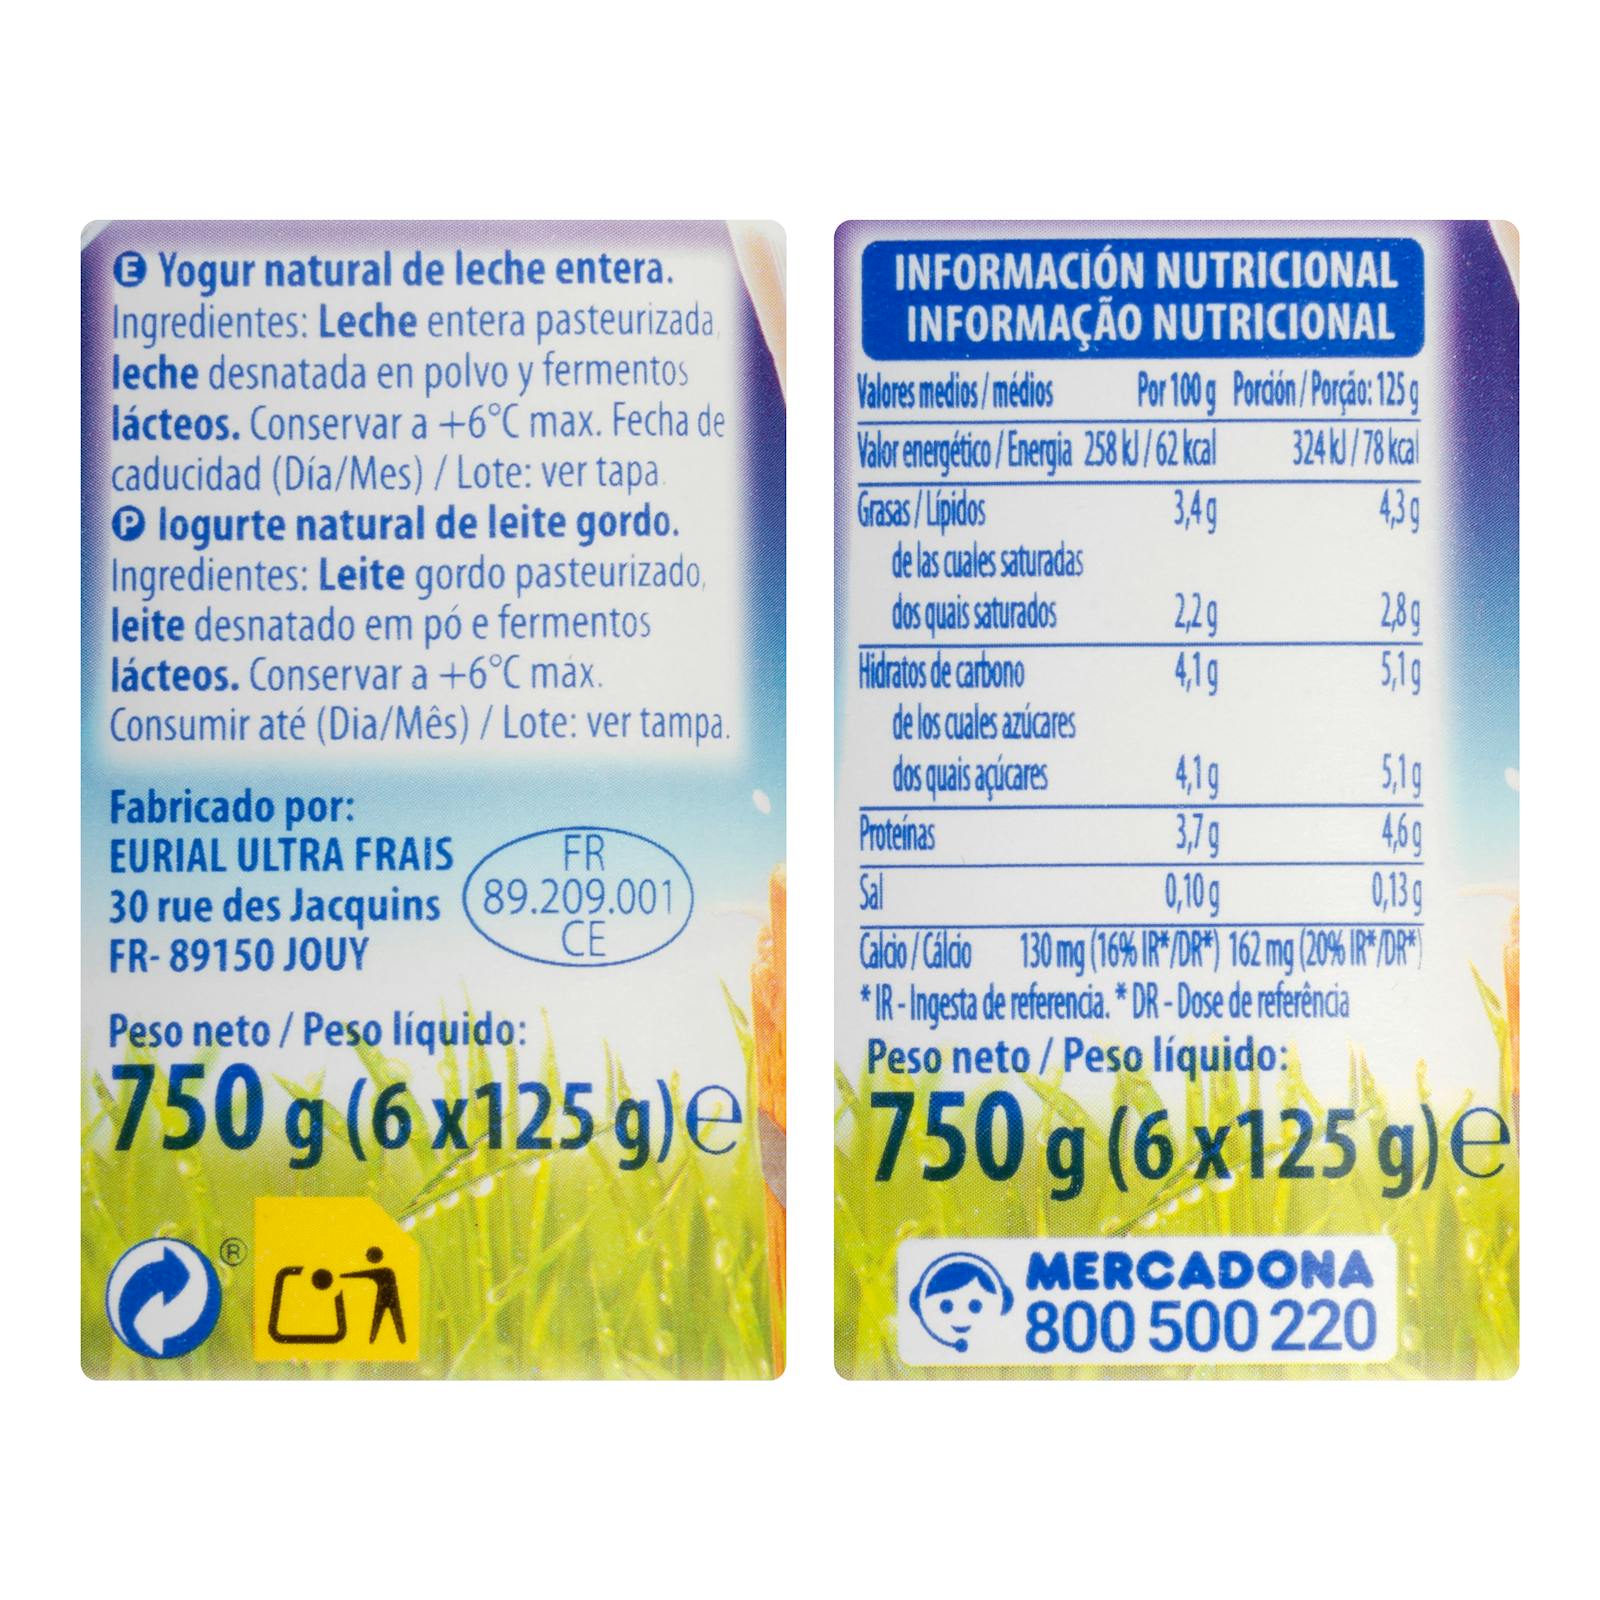 E Yogur natural de leche entera.
Ingredientes: Leche entera pasteurizada,
leche desnatada en polvo y fermentos
lácteos. Conservar a +6°C max. Fecha de
caducidad (Día/Mes) / Lote: ver tapa.
P Iogurte natural de leite gordo.
Ingredientes: Leite gordo pasteurizado,
leite desnatado em pó e fermentos
lácteos. Conservar a +6°C máx.
Consumir até (Dia/Mês) / Lote: ver tampa.
Fabricado por:
EURIAL ULTRA FRAIS
30 rue des Jacquins
FR- 89150 JOUY
FR
89.209.001
CE
Peso neto / Peso líquido:
750 g (6 x125 g)℮
®
INFORMACIÓN NUTRICIONAL
INFORMAÇÃO NUTRICIONAL
Valores medios / médios Por 100 g Porción / Porção: 125 g
Valor energético / Energia 258 kJ / 62 kcal 324 kJ / 78 kcal
Grasas / Lípidos 3,4 g 4,3 g
de las cuales saturadas
dos quais saturados 2,2 g 2,8 g
Hidratos de carbono 4,1 g 5,1 g
de los cuales azúcares
dos quais açúcares 4,1 g 5,1 g
Proteínas 3,7 g 4,6 g
Sal 0,10 g 0,13 g
Calcio / Cálcio 130 mg (16% IR*/DR*) 162 mg (20% IR*/DR*)
* IR - Ingesta de referencia. * DR - Dose de referência
Peso neto / Peso líquido:
750 g (6 x125 g)℮
MERCADONA
800 500 220